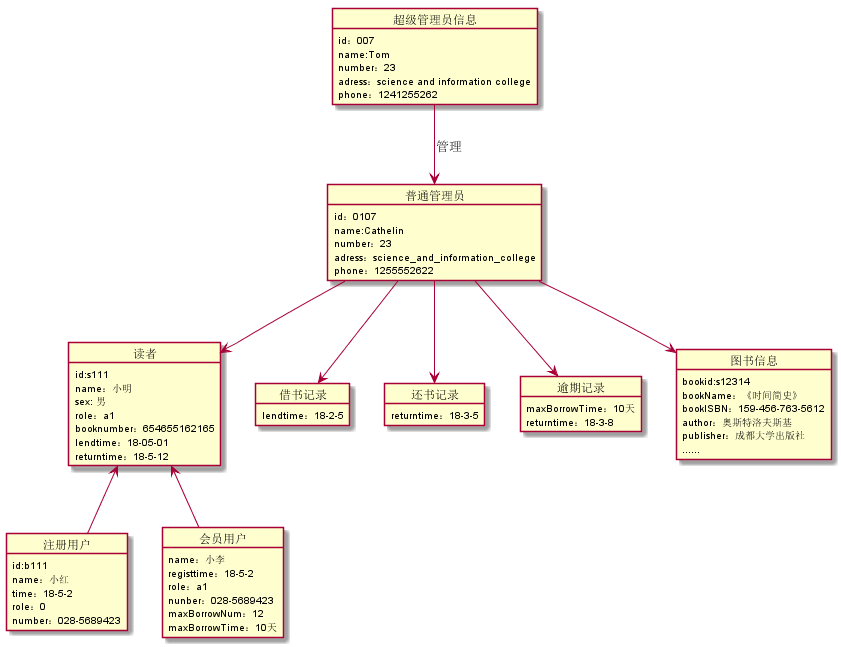 超级管理员信息
id：007
name:Tom
number：23
adress：science and information college
phone：1241255262
管理
普通管理员
id：0107
name:Cathelin
number：23
adress：science_and_information_college
phone：1255552622
读者
id:s111
name：小明
sex: 男
role：a1
booknumber：654655162165
lendtime：18-05-01
returntime：18-5-12
借书记录
lendtime：18-2-5
还书记录
returntime：18-3-5
逾期记录
maxBorrowTime：10天
returntime：18-3-8
图书信息
bookid:s12314
bookName：《时间简史》
bookISBN：159-456-763-5612
author：奥斯特洛夫斯基
publisher：成都大学出版社
......
注册用户
id:b111
name：小红
time：18-5-2
role：0
number：028-5689423
会员用户
name：小李
registtime：18-5-2
role：a1
nunber：028-5689423
maxBorrowNum：12
maxBorrowTime：10天